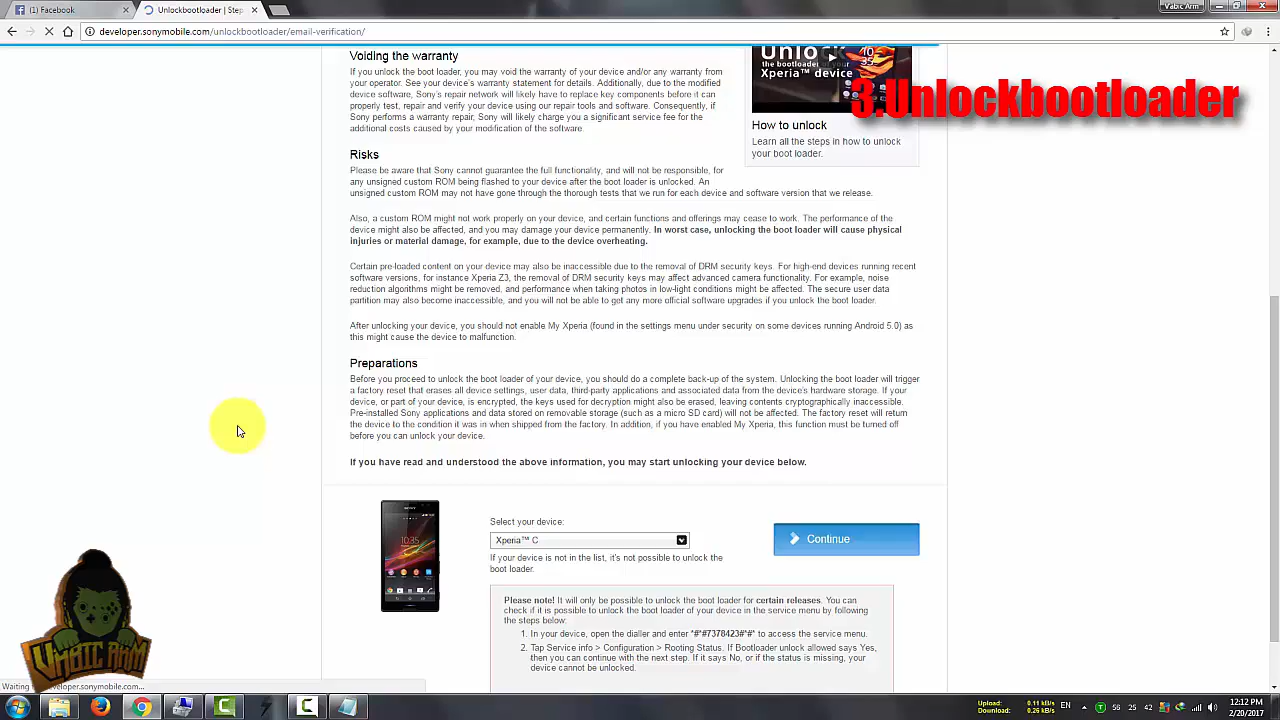 (1) Facebook
Unlockbootloader | Step
Vabic Arm
developer.sonymobile.com/unlockbootloader/email-verification/
3.Unlockbootloader
Voiding the warranty
If you unlock the boot loader, you may void the warranty of your device and/or any warranty from
your operator. See your device's warranty statement for details. Additionally, due to the modified
device software, Sony's repair network will likely have to replace key components before it can
properly test, repair and verify your device using our repair tools and software. Consequently, if
Sony performs a warranty repair, Sony will likely charge you a significant service fee for the
additional costs caused by your modification of the software.
Unlock
the bootloader of your
Xperia™ device
10
35
How to unlock
Learn all the steps in how to unlock
your boot loader.
Risks
Please be aware that Sony cannot guarantee the full functionality, and will not be responsible, for
any unsigned custom ROM being flashed to your device after the boot loader is unlocked. An
unsigned custom ROM may not have gone through the thorough tests that we run for each device and software version that we release.
Also, a custom ROM might not work properly on your device, and certain functions and offerings may cease to work. The performance of the
device might also be affected, and you may damage your device permanently. In worst case, unlocking the boot loader will cause physical
injuries or material damage, for example, due to the device overheating.
Certain pre-loaded content on your device may also be inaccessible due to the removal of DRM security keys. For high-end devices running recent
software versions, for instance Xperia Z3, the removal of DRM security keys may affect advanced camera functionality. For example, noise
reduction algorithms might be removed, and performance when taking photos in low-light conditions might be affected. The secure user data
partition may also become inaccessible, and you will not be able to get any more official software upgrades if you unlock the boot loader.
After unlocking your device, you should not enable My Xperia (found in the settings menu under security on some devices running Android 5.0) as
this might cause the device to malfunction.
Preparations
Before you proceed to unlock the boot loader of your device, you should do a complete back-up of the system. Unlocking the boot loader will trigger
a factory reset that erases all device settings, user data, third-party applications and associated data from the device's hardware storage. If your
device, or part of your device, is encrypted, the keys used for decryption might also be erased, leaving contents cryptographically inaccessible.
Pre-installed Sony applications and data stored on removable storage (such as a micro SD card) will not be affected. The factory reset will return
the device to the condition it was in when shipped from the factory. In addition, if you have enabled My Xperia, this function must be turned off
before you can unlock your device.
If you have read and understood the above information, you may start unlocking your device below.
SONY
10:35
Select your device:
Xperia™ C
Continue
If your device is not in the list, it's not possible to unlock the
boot loader.
Please note! It will only be possible to unlock the boot loader for certain releases. You can
check if it is possible to unlock the boot loader of your device in the service menu by following
the steps below:
1. In your device, open the dialler and enter *#*#7378423#*#* to access the service menu.
2. Tap Service info > Configuration > Rooting Status. If Bootloader unlock allowed says Yes,
then you can continue with the next step. If it says No, or if the status is missing, your
device cannot be unlocked.
VABIC ARM
Waiting
developer.sonymobile.com...
Upload: 0.11 kB/s
Download: 0.26 kB/s
EN
58 25 42
12:12 PM
2/20/2017